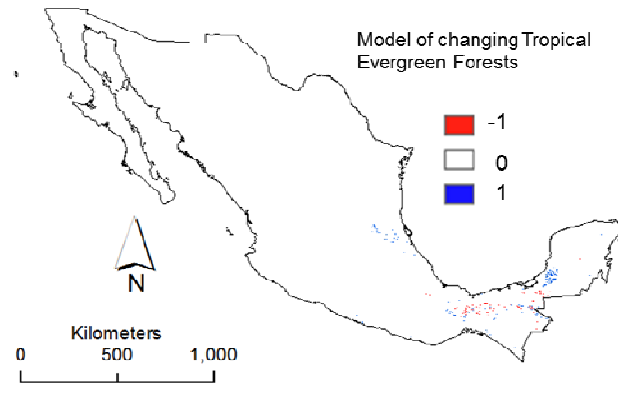 Model of changing Tropical
Evergreen Forests
-1
0
1
N
Kilometers
0 500 1,000